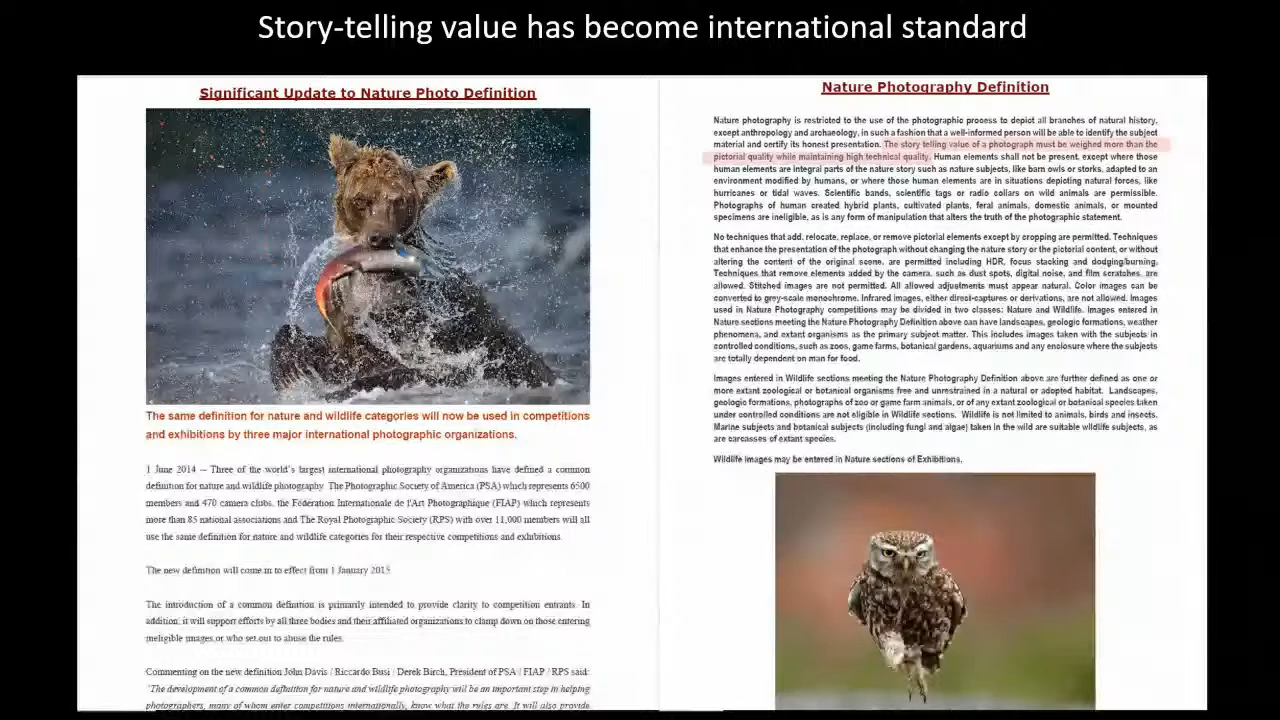 Story-telling value has become international standard
Significant Update to Nature Photo Definition
The same definition for nature and wildlife categories will now be used in competitions
and exhibitions by three major international photographic organizations.
1 June 2014 – Three of the world's largest international photography organizations have defined a common
definition for nature and wildlife photography. The Photographic Society of America (PSA) which represents 6500
members and 470 camera clubs, the Fédération Internationale de l'Art Photographique (FIAP) which represents
more than 85 national associations and The Royal Photographic Society (RPS) with over 11,000 members will all
use the same definition for nature and wildlife categories for their respective competitions and exhibitions.
The new definition will come in to effect from 1 January 2015
The introduction of a common definition is primarily intended to provide clarity to competition entrants. In
addition, it will support efforts by all three bodies and their affiliated organizations to clamp down on those entering
ineligible images or who set out to abuse the rules.
Commenting on the new definition John Davis / Riccardo Busi / Derek Birch, President of PSA / FIAP / RPS said:
"The development of a common definition for nature and wildlife photography will be an important step in helping
photographers, many of whom enter competitions internationally, know what the rules are. It will also provide
Nature Photography Definition
Nature photography is restricted to the use of the photographic process to depict all branches of natural history,
except anthropology and archaeology, in such a fashion that a well-informed person will be able to identify the subject
material and certify its honest presentation. The story telling value of a photograph must be weighed more than the
pictorial quality while maintaining high technical quality. Human elements shall not be present, except where those
human elements are integral parts of the nature story such as nature subjects, like barn owls or storks, adapted to an
environment modified by humans, or where those human elements are in situations depicting natural forces, like
hurricanes or tidal waves. Scientific bands, scientific tags or radio collars on wild animals are permissible.
Photographs of human created hybrid plants, cultivated plants, feral animals, domestic animals, or mounted
specimens are ineligible, as is any form of manipulation that alters the truth of the photographic statement.
No techniques that add, relocate, replace, or remove pictorial elements except by cropping are permitted. Techniques
that enhance the presentation of the photograph without changing the nature story or the pictorial content, or without
altering the content of the original scene, are permitted including HDR, focus stacking and dodging/burning.
Techniques that remove elements added by the camera, such as dust spots, digital noise, and film scratches, are
allowed. Stitched images are not permitted. All allowed adjustments must appear natural. Color images can be
converted to grey-scale monochrome. Infrared images, either direct-captures or derivations, are not allowed. Images
used in Nature Photography competitions may be divided in two classes: Nature and Wildlife. Images entered in
Nature sections meeting the Nature Photography Definition above can have landscapes, geologic formations, weather
phenomena, and extant organisms as the primary subject matter. This includes images taken with the subjects in
controlled conditions, such as zoos, game farms, botanical gardens, aquariums and any enclosure where the subjects
are totally dependent on man for food.
Images entered in Wildlife sections meeting the Nature Photography Definition above are further defined as one or
more extant zoological or botanical organisms free and unrestrained in a natural or adopted habitat. Landscapes,
geologic formations, photographs of zoo or game farm animals, or of any extant zoological or botanical species taken
under controlled conditions are not eligible in Wildlife sections. Wildlife is not limited to animals, birds and insects.
Marine subjects and botanical subjects (including fungi and algae) taken in the wild are suitable wildlife subjects, as
are carcasses of extant species.
Wildlife images may be entered in Nature sections of Exhibitions.